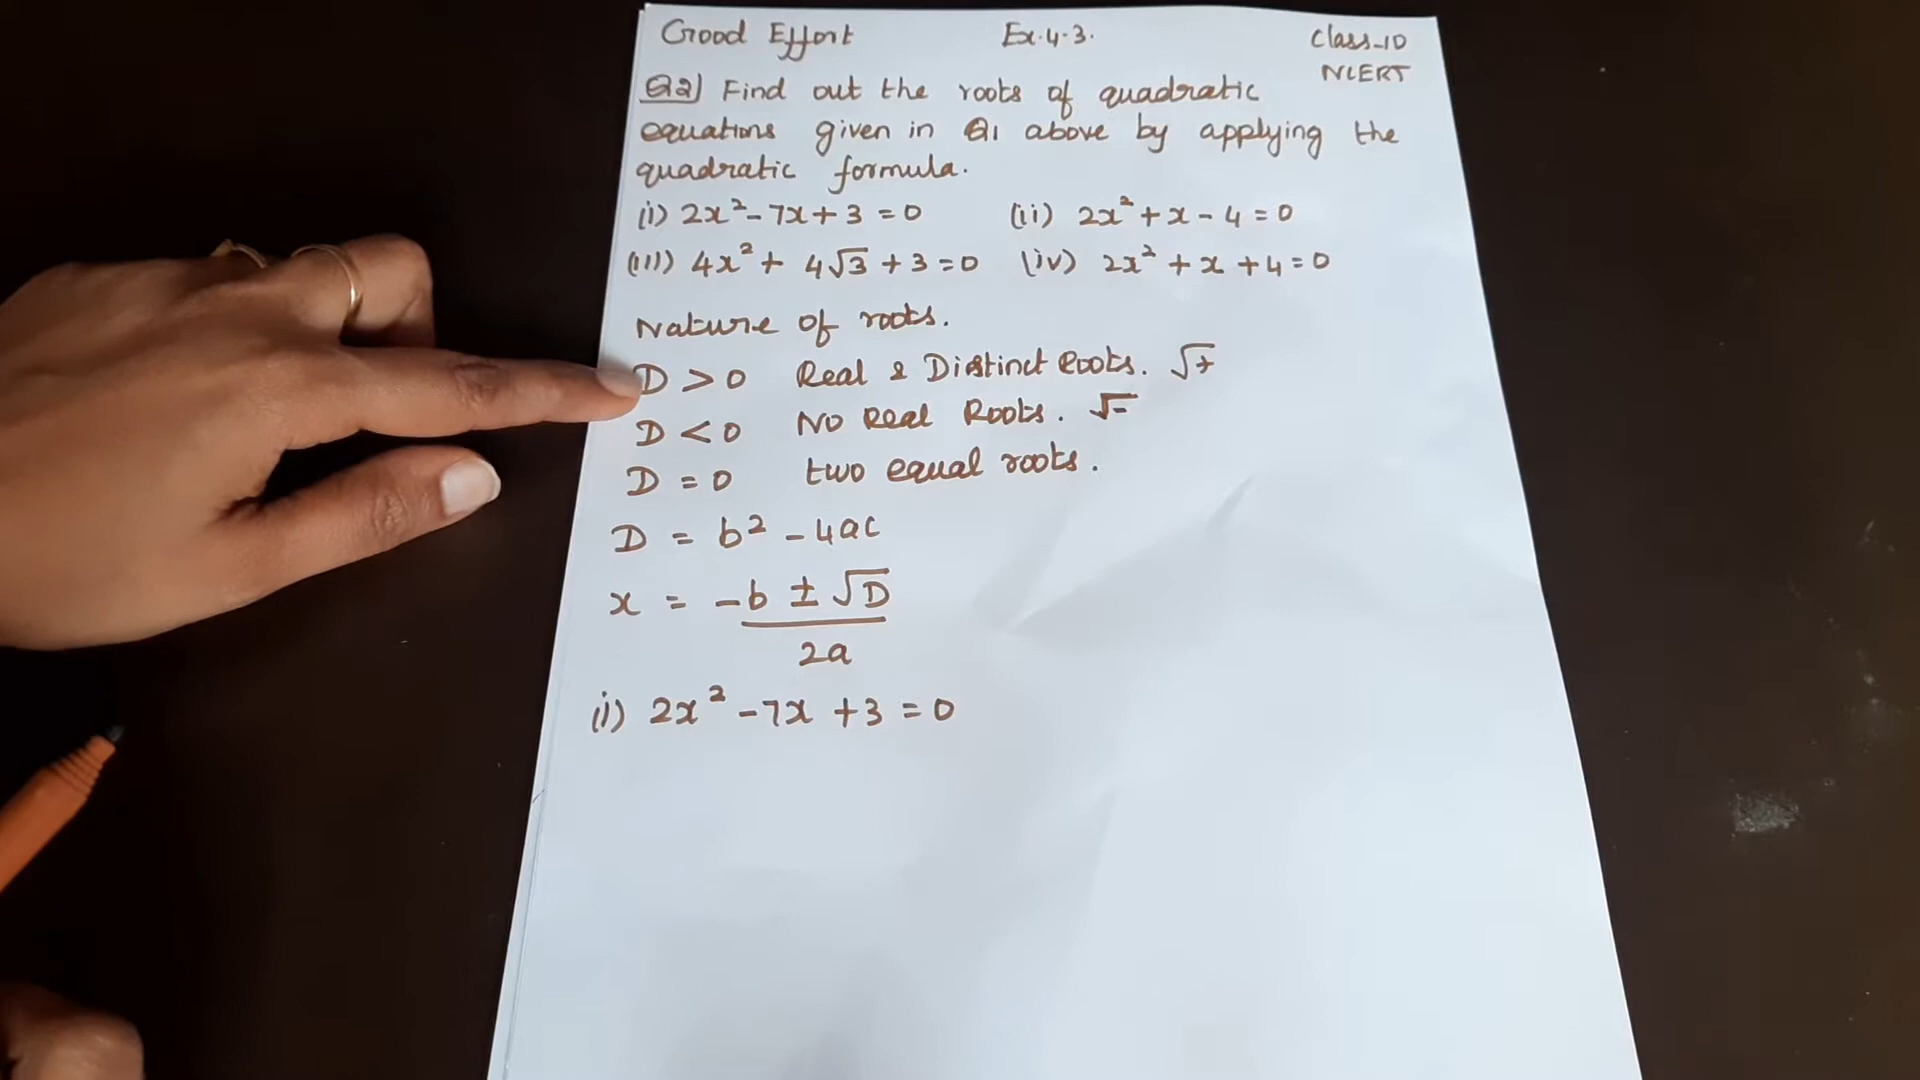 Good Effort Ex.4.3. Class-10
NCERT
Q2) Find out the roots of quadratic
equations given in Q1 above by applying the
quadratic formula.
(i) 2x² - 7x + 3 = 0 (ii) 2x² + x - 4 = 0
(iii) 4x² + 4√3 + 3 = 0 (iv) 2x² + x + 4 = 0
Nature of roots.
D > 0 Real & Distinct Roots. √+
D < 0 No Real Roots. √-
D = 0 two equal roots.
D = b² - 4ac
x = -b ± √D
2a
(i) 2x² - 7x + 3 = 0